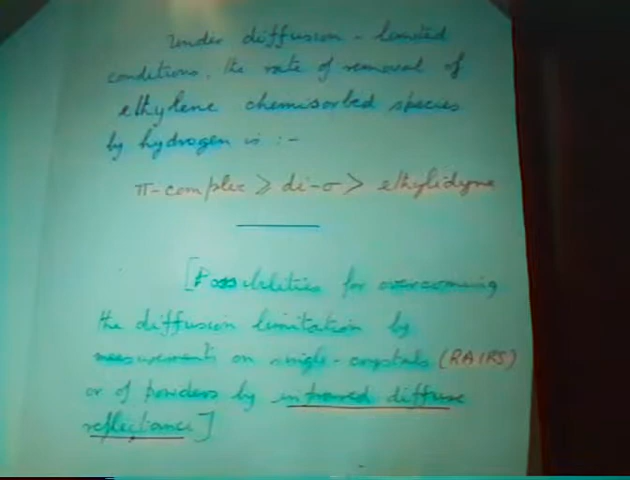 Under diffusion - limited
conditions, the rate of removal of
ethylene chemisorbed species
by hydrogen is :-
π-complex ⩾ di-σ > ethylidyne
[Possibilities for overcoming
the diffusion limitation by
measurements on single-crystals (RAIRS)
or of powders by infrared diffuse
reflectance]